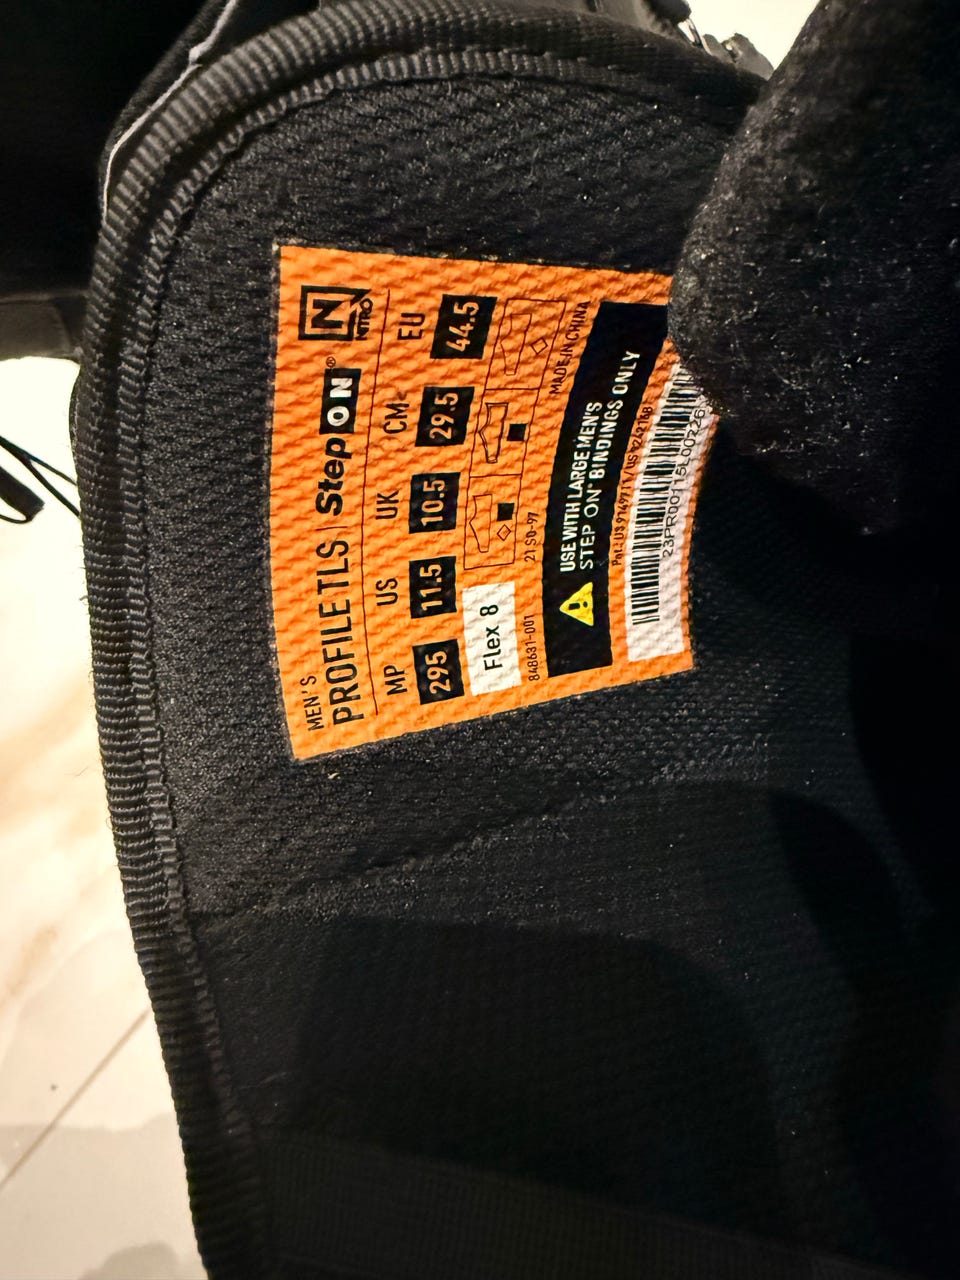 MEN'S
PROFILE TLS | Step ON®
N
NITRO
MP US UK CM EU
295 11.5 10.5 29.5 44.5
Flex 8
848631-001 21 SO-97 MADE IN CHINA
USE WITH LARGE MEN'S
STEP ON® BINDINGS ONLY